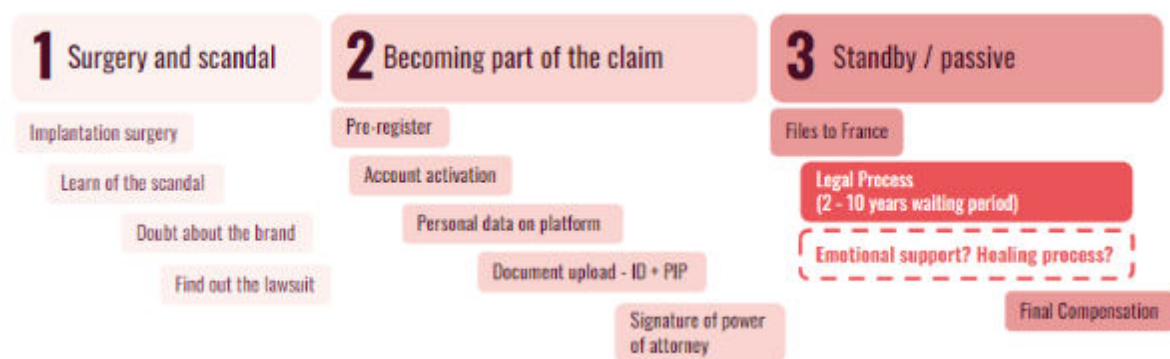 1 Surgery and scandal
Implantation surgery
Learn of the scandal
Doubt about the brand
Find out the lawsuit
2 Becoming part of the claim
Pre-register
Account activation
Personal data on platform
Document upload - ID + PIP
Signature of power
of attorney
3 Standby / passive
Files to France
Legal Process
(2 - 10 years waiting period)
Emotional support? Healing process?
Final Compensation